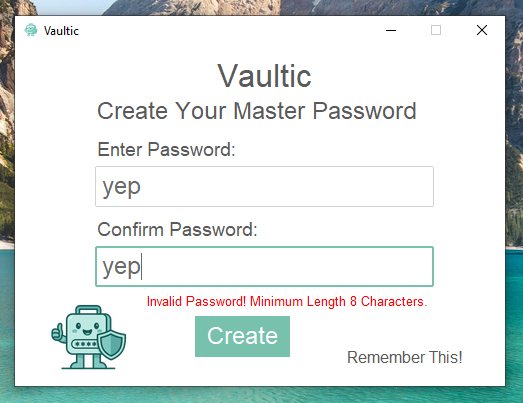 Vaultic
Vaultic
Create Your Master Password
Enter Password:
yep
Confirm Password:
yep
Invalid Password! Minimum Length 8 Characters.
Create
Remember This!